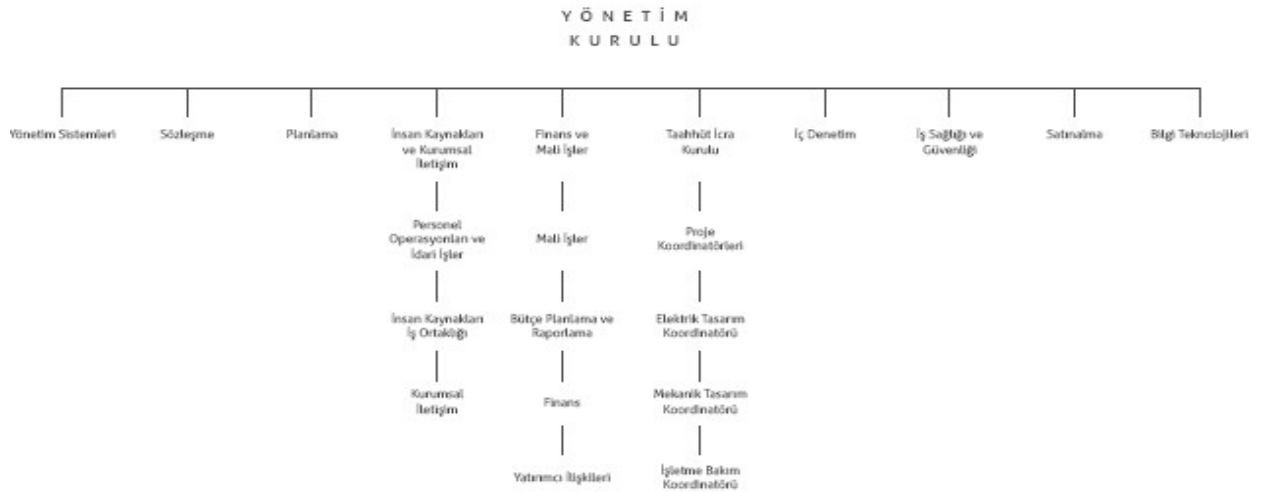 YÖNETİM
KURULU
Yönetim Sistemleri
Sözleşme
Planlama
İnsan Kaynakları
ve Kurumsal
İletişim
Finans ve
Mali İşler
Taahhüt İcra
Kurulu
İç Denetim
İş Sağlığı ve
Güvenliği
Satınalma
Bilgi Teknolojileri
Personel
Operasyonları ve
İdari İşler
Mali İşler
Proje
Koordinatörleri
İnsan Kaynakları
İş Ortaklığı
Bütçe Planlama ve
Raporlama
Elektrik Tasarım
Koordinatörü
Kurumsal
İletişim
Finans
Mekanik Tasarım
Koordinatörü
Yatırımcı İlişkileri
İşletme Bakım
Koordinatörü